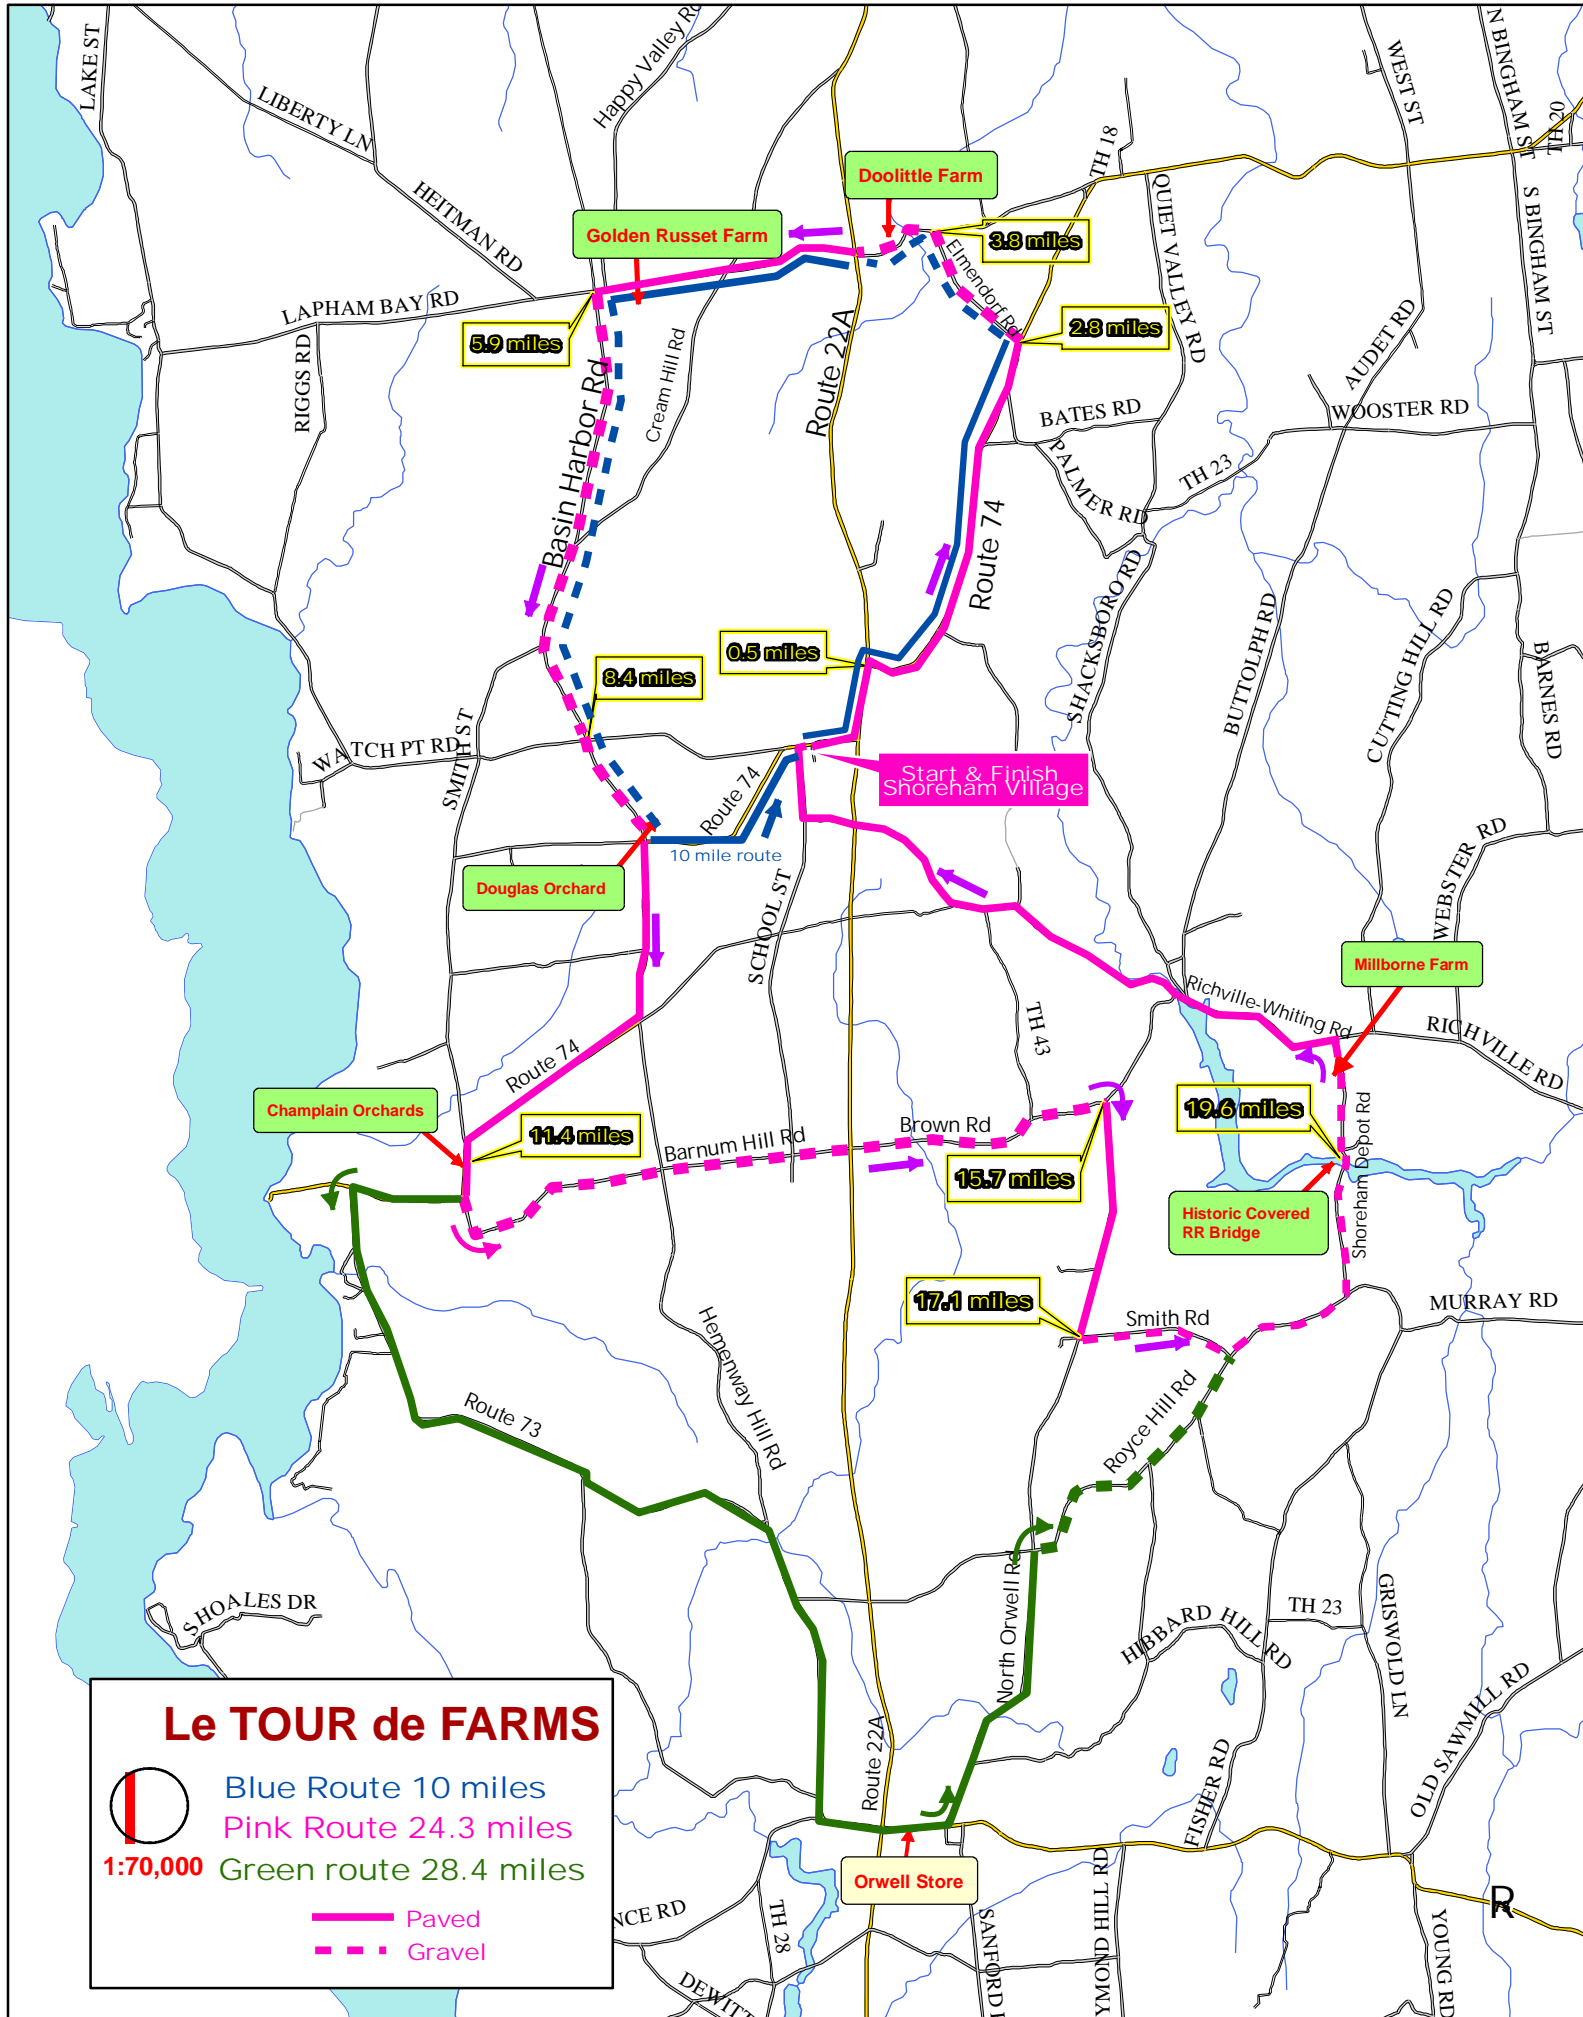 LAKE ST
LIBERTY LN
Happy Valley Rd
HEITMAN RD
LAPHAM BAY RD
RIGGS RD
WEST ST
N BINGHAM ST
TH 20
TH 18
QUIET VALLEY RD
S BINGHAM ST
Doolittle Farm
Golden Russet Farm
3.8 miles
Elmendorf Rd
2.8 miles
5.9 miles
Basin Harbor Rd
Cream Hill Rd
Route 22A
Route 74
BATES RD
PALMER RD
TH 23
AUDET RD
WOOSTER RD
SHACKSBORO RD
BUTTOLPH RD
CUTTING HILL RD
BARNES RD
0.5 miles
8.4 miles
WATCH PT RD
SMITH ST
Start & Finish
Shoreham Village
Route 74
10 mile route
Douglas Orchard
SCHOOL ST
WEBSTER RD
Millborne Farm
Richville-Whiting Rd
RICHVILLE RD
TH 43
Route 74
Champlain Orchards
11.4 miles
Barnum Hill Rd
Brown Rd
15.7 miles
19.6 miles
Shoreham Depot Rd
Historic Covered
RR Bridge
17.1 miles
Smith Rd
MURRAY RD
Hemenway Hill Rd
Route 73
Royce Hill Rd
North Orwell Rd
S HOALES DR
HIBBARD HILL RD
TH 23
GRISWOLD LN
OLD SAWMILL RD
FISHER RD
Route 22A
Orwell Store
Le TOUR de FARMS
Blue Route 10 miles
Pink Route 24.3 miles
1:70,000
Green route 28.4 miles
Paved
Gravel
NCE RD
TH 28
DEWITT
SANFORD
YMOND HILL RD
YOUNG RD